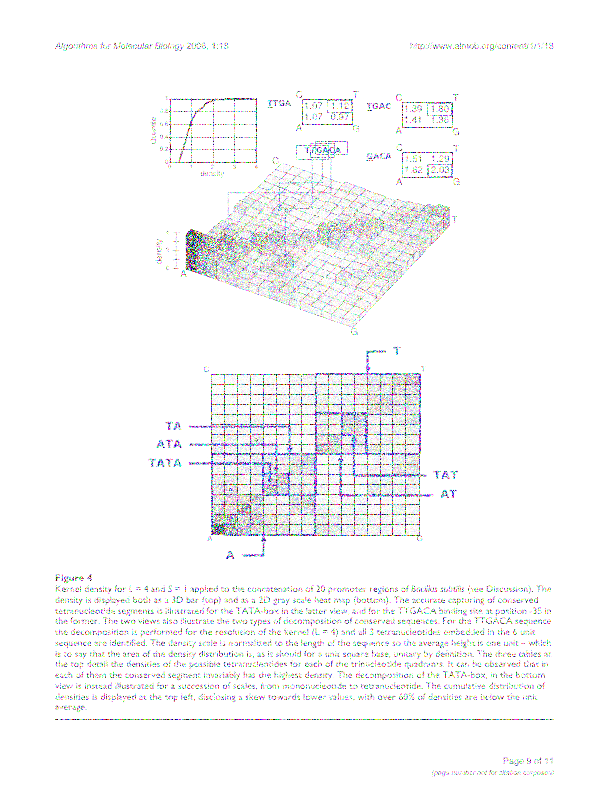 Algorithms for Molecular Biology 2006, 1:18
http://www.almob.org/content/1/1/18
C T
TTGA
1.07 1.12
1.07 0.97
A G
C T
TGAC
1.41 1.38
A G
TTGACA
C T
GACA
A G
density
C
T
density
A
G
T
C T
TA
ATA
TATA
TAT
AT
A G
A
Figure 4
Kernel density for L = 4 and S = 1 applied to the concatenation of 20 promoter regions of Bacillus subtilis (see Discussion). The
density is displayed both as a 3D bar (top) and as a 2D gray scale heat map (bottom). The accurate capturing of conserved
tetranucleotide segments is illustrated for the TATA-box in the latter view and for the TTGACA binding site at position -35 in
the former. The two views also illustrate the two types of decomposition of conserved sequences. For the TTGACA sequence
the decomposition is performed for the resolution of the kernel (L = 4) and all 3 tetranucleotides embedded in the 6 unit
sequence are identified. The density scale is normalized to the length of the sequence so the average height is one unit – which
is to say that the area of the density distribution is, as it should for a unit square base, unitary by definition. The three tables at
the top detail the densities of the possible tetranucleotides for each of the trinucleotide quadrants. It can be observed that in
each of them the conserved segment invariably has the highest density. The decomposition of the TATA-box, in the bottom
view is instead illustrated for a succession of scales, from mononucleotide to tetranucleotide. The cumulative distribution of
densities is displayed at the top left, disclosing a skew towards lower values, with over 60% of densities are below the unit
average.
Page 9 of 11
(page number not for citation purposes)